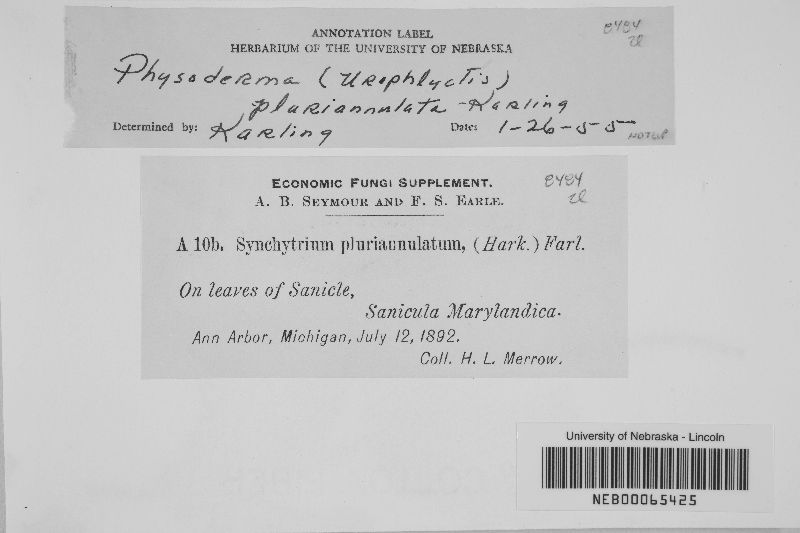 ANNOTATION LABEL
HERBARIUM OF THE UNIVERSITY OF NEBRASKA
8484
Physoderma (Urophlyctis)
pluriannulata - Karling
Determined by: Karling Date: 1-26-55
ECONOMIC FUNGI SUPPLEMENT.
8484
A. B. SEYMOUR AND F. S. EARLE.
A 10b. Synchytrium pluriannulatum, (Hark.) Farl.
On leaves of Sanicle,
Sanicula Marylandica.
Ann Arbor, Michigan, July 12, 1892.
Coll. H. L. Merrow.
University of Nebraska - Lincoln
NEB00065425